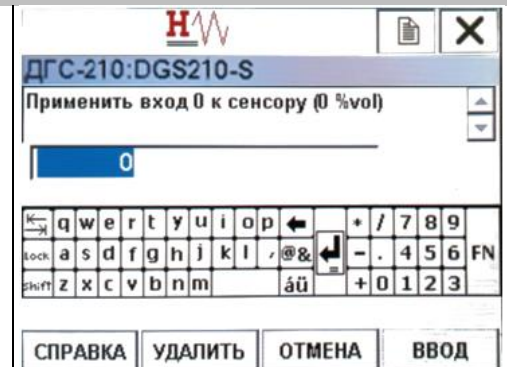 H
ДГС-210:DGS210-S
Применить вход 0 к сенсору (0 %vol)
0
q w e r t y u i o p + / 7 8 9
Lock a s d f g h j k l , @& - . 4 5 6 FN
Shift z x c v b n m áü + 0 1 2 3
СПРАВКА УДАЛИТЬ ОТМЕНА ВВОД